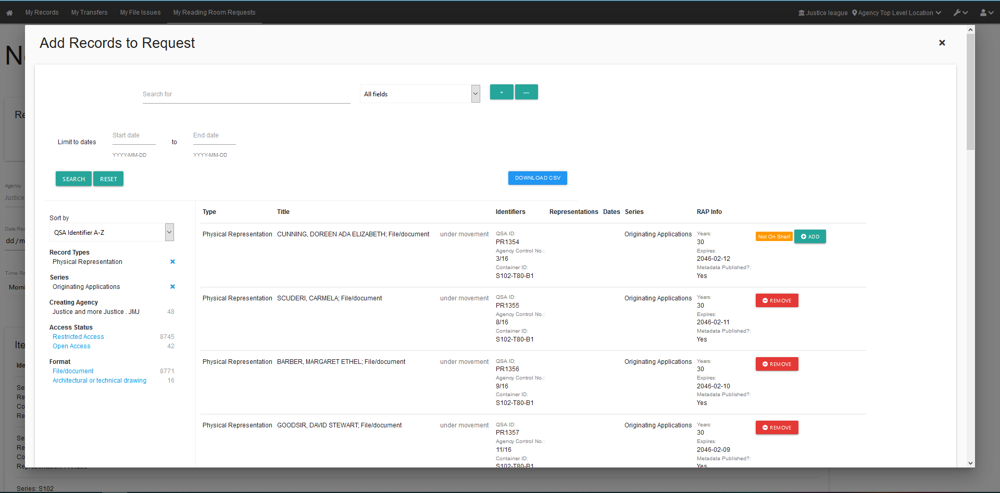 My Records My Transfers My File Issues My Reading Room Requests Justice league Agency Top Level Location
Add Records to Request
Search for All fields + —
Limit to dates Start date to End date
YYYY-MM-DD YYYY-MM-DD
SEARCH RESET DOWNLOAD CSV
Agency
Justice
Sort by
QSA Identifier A-Z
Record Types
Physical Representation
Series
Originating Applications
Creating Agency
Justice and more Justice . JMJ 48
Access Status
Restricted Access 8745
Open Access 42
Format
File/document 8771
Architectural or technical drawing 16
Type Title Identifiers Representations Dates Series RAP Info
Physical Representation CUNNING, DOREEN ADA ELIZABETH; File/document under movement QSA ID: Originating Applications Years: Not On Shelf ADD
PR1354 30
Agency Control No.: Expires:
3/16 2046-02-12
Container ID: Metadata Published?:
S102-T80-B1 Yes
Physical Representation SCUDERI, CARMELA; File/document under movement QSA ID: Originating Applications Years: REMOVE
PR1355 30
Agency Control No.: Expires:
8/16 2046-02-11
Container ID: Metadata Published?:
S102-T80-B1 Yes
Physical Representation BARBER, MARGARET ETHEL; File/document under movement QSA ID: Originating Applications Years: REMOVE
PR1356 30
Agency Control No.: Expires:
9/16 2046-02-10
Container ID: Metadata Published?:
S102-T80-B1 Yes
Physical Representation GOODSIR, DAVID STEWART; File/document under movement QSA ID: Originating Applications Years: REMOVE
PR1357 30
Agency Control No.: Expires:
11/16 2046-02-09
Container ID: Metadata Published?:
S102-T80-B1 Yes
Series: S102